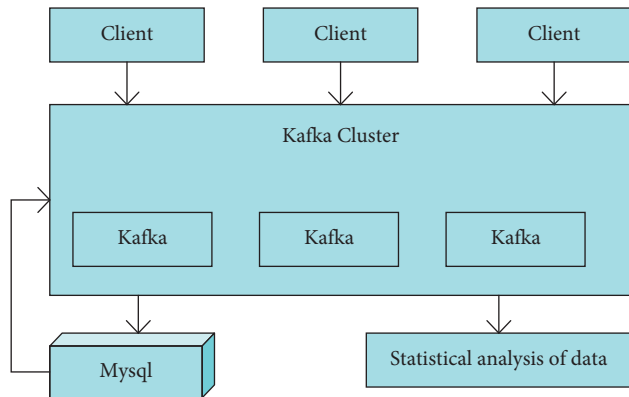 Client
Client
Client
Kafka Cluster
Kafka
Kafka
Kafka
Mysql
Statistical analysis of data